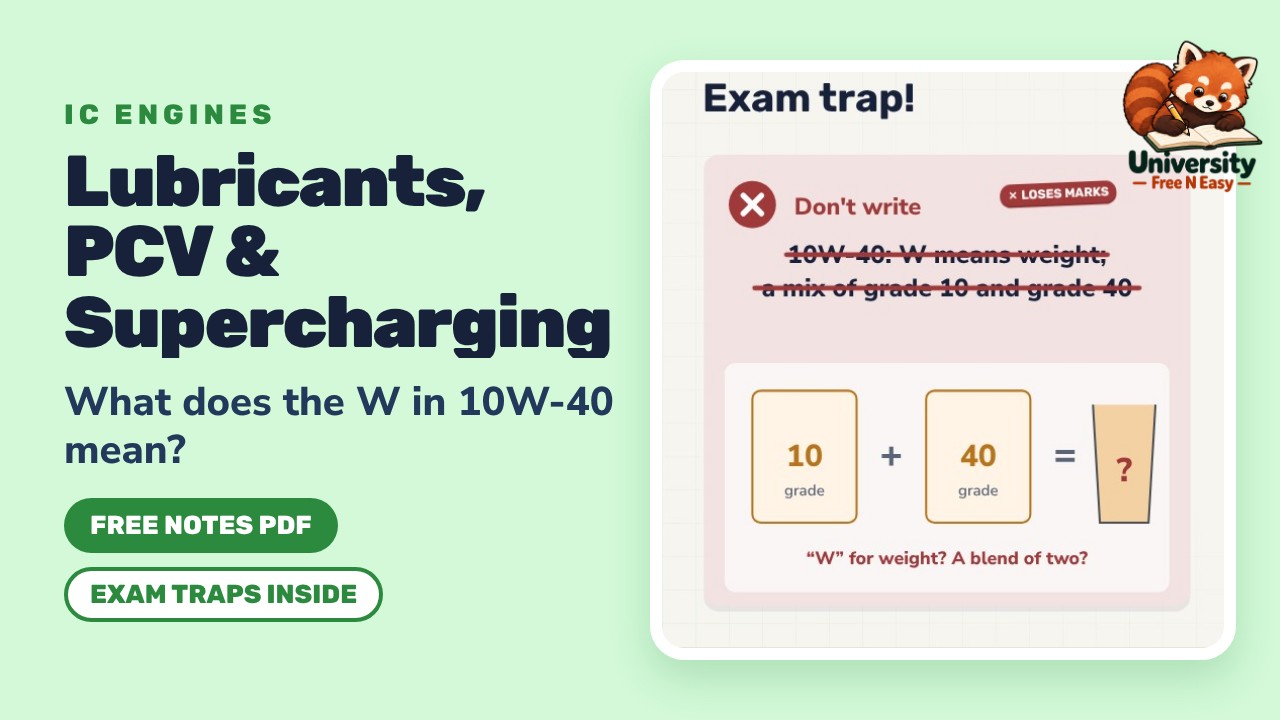 IC ENGINES
Lubricants,
PCV &
Supercharging
What does the W in 10W-40
mean?
FREE NOTES PDF
EXAM TRAPS INSIDE
Exam trap!
University
Free N Easy
Don't write
× LOSES MARKS
10W-40: W means weight;
a mix of grade 10 and grade 40
10
grade
+
40
grade
=
?
“W” for weight? A blend of two?